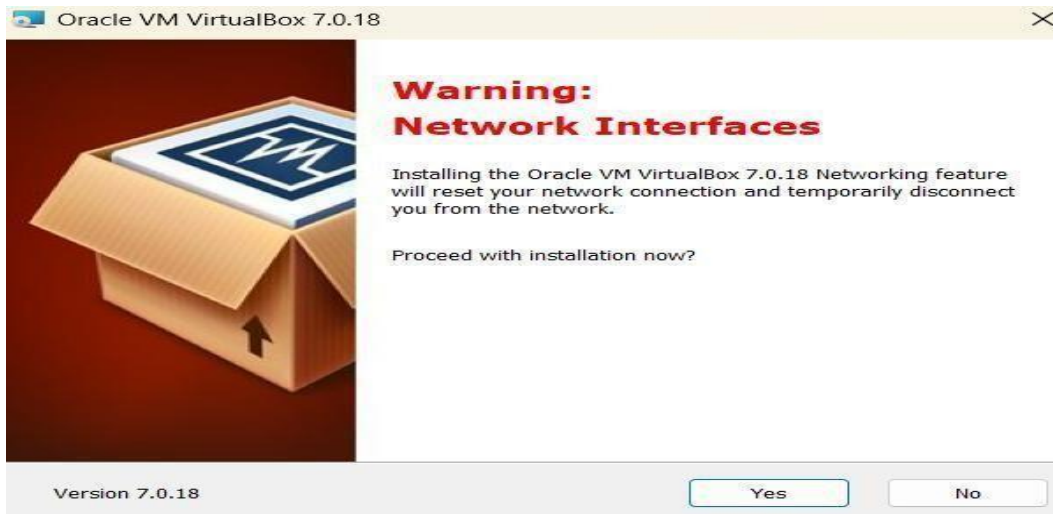 Oracle VM VirtualBox 7.0.18
Warning:
Network Interfaces
Installing the Oracle VM VirtualBox 7.0.18 Networking feature
will reset your network connection and temporarily disconnect
you from the network.
Proceed with installation now?
Version 7.0.18
Yes
No